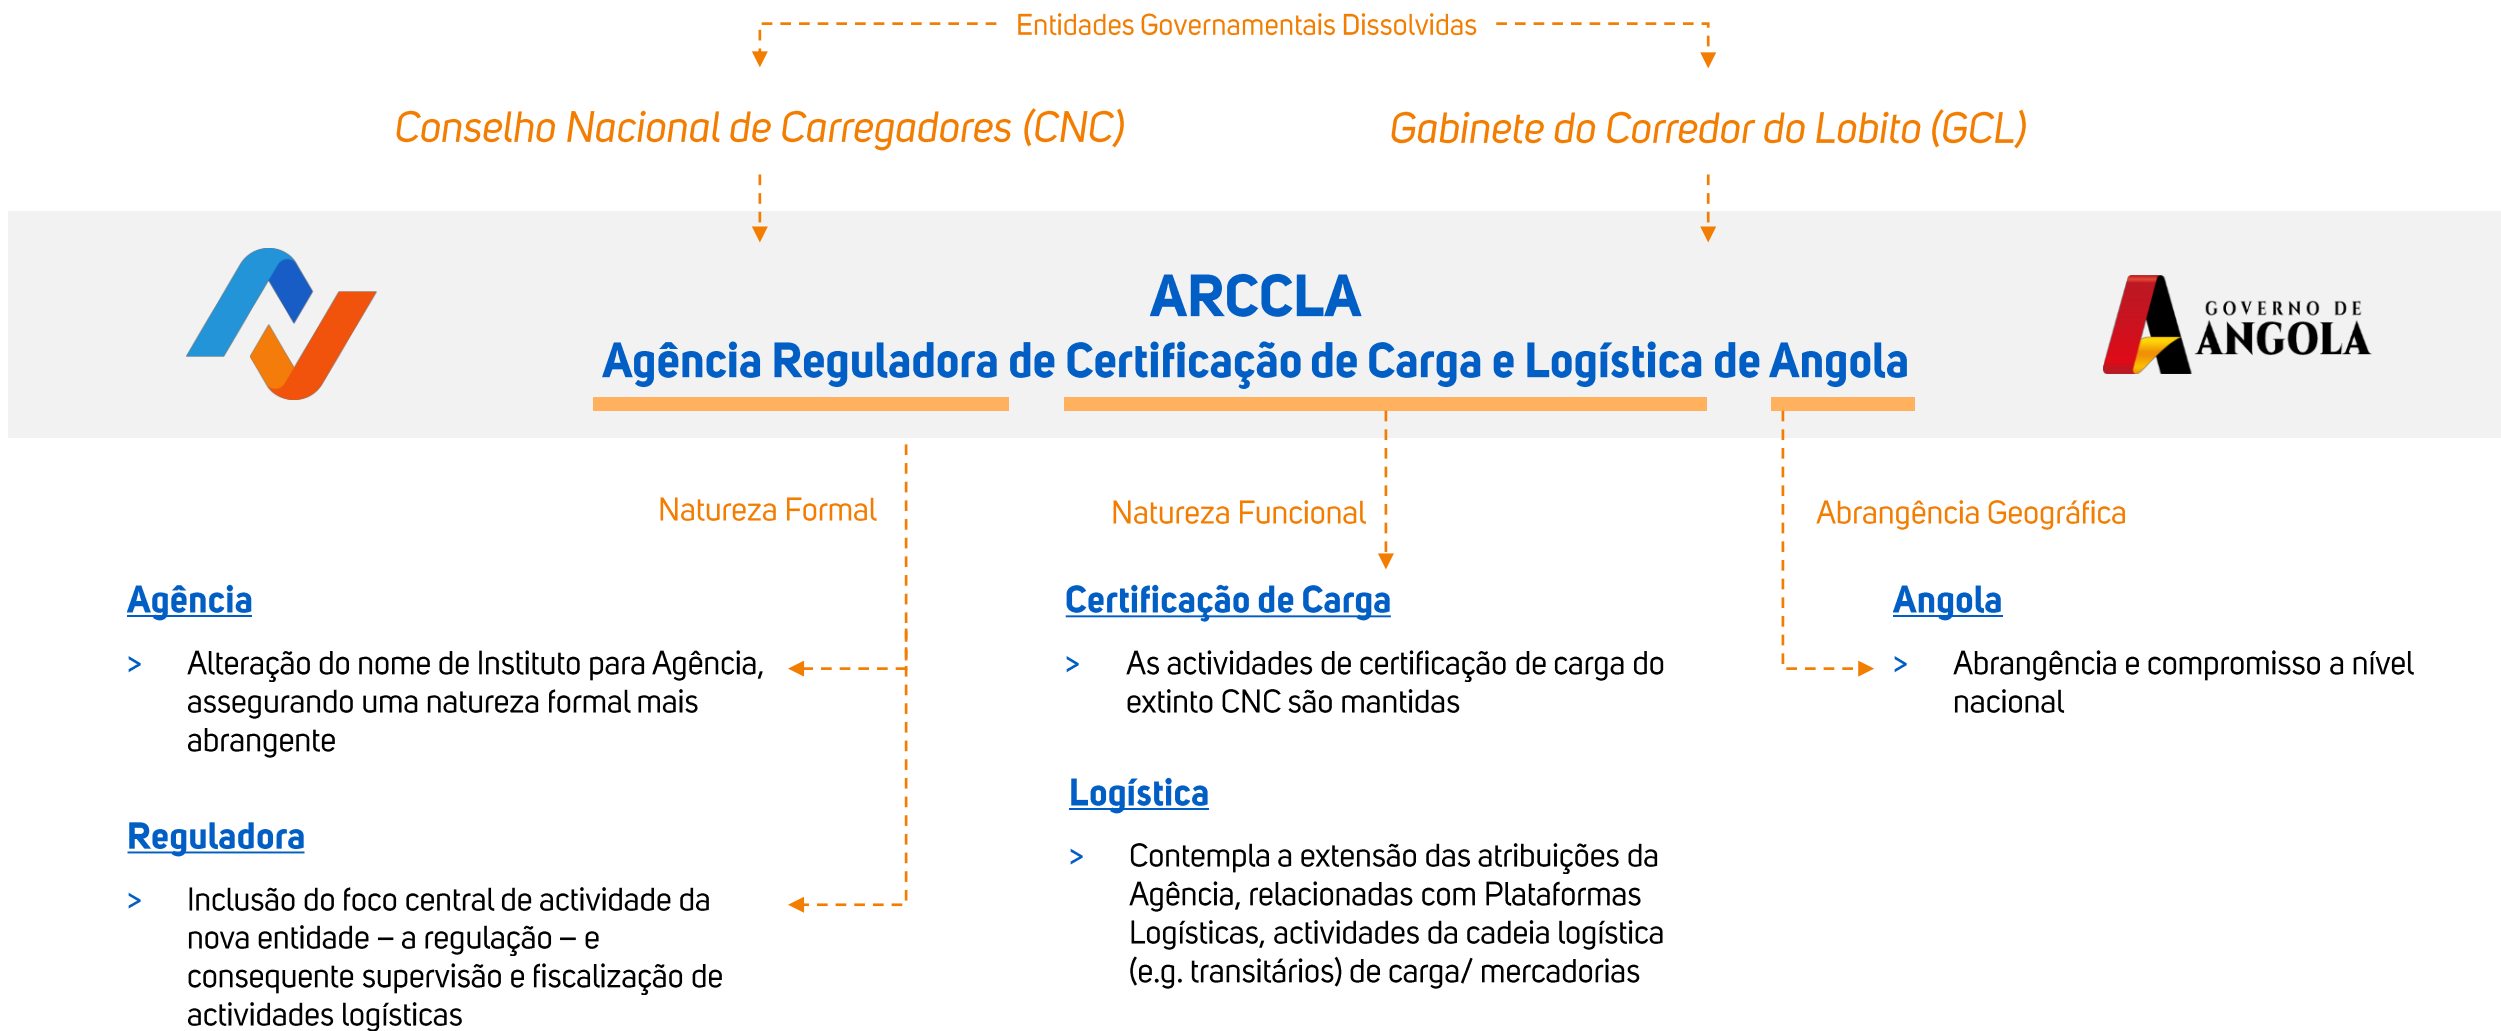 Entidades Governamentais Dissolvidas
Conselho Nacional de Carregadores (CNC)
Gabinete do Corredor do Lobito (GCL)
ARCCLA
Agência Reguladora de Certificação de Carga e Logística de Angola
GOVERNO DE
ANGOLA
Natureza Formal
Agência
> Alteração do nome de Instituto para Agência,
assegurando uma natureza formal mais
abrangente
Reguladora
> Inclusão do foco central de actividade da
nova entidade – a regulação – e
consequente supervisão e fiscalização de
actividades logísticas
Natureza Funcional
Certificação de Carga
> As actividades de certificação de carga do
extinto CNC são mantidas
Logística
> Contempla a extensão das atribuições da
Agência, relacionadas com Plataformas
Logísticas, actividades da cadeia logística
(e.g. transitários) de carga/ mercadorias
Abrangência Geográfica
Angola
> Abrangência e compromisso a nível
nacional